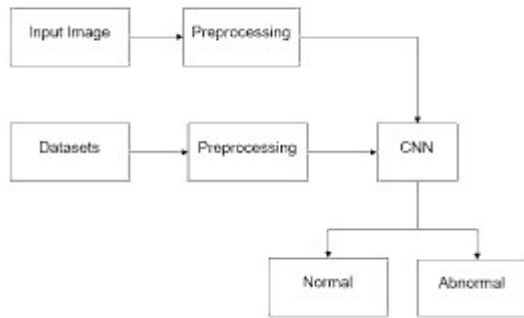 Input Image
Preprocessing
Datasets
Preprocessing
CNN
Normal
Abnormal